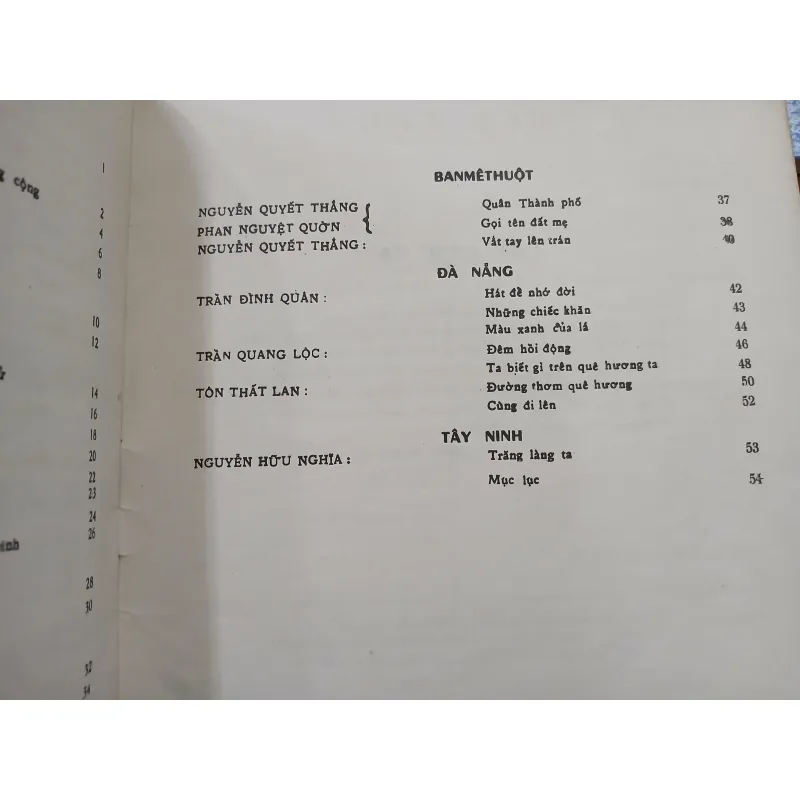 g cộng
1
2
4
6
8
10
12
14
16
18
20
22
23
24
26
28
30
32
34
BANMÊTHUỘT
NGUYỄN QUYẾT THẮNG { Quân Thành phố 37
PHAN NGUYỆT QUỜN Gọi tên đất mẹ 38
NGUYỄN QUYẾT THẮNG : Vắt tay lên trán 40
ĐÀ NẴNG
TRẦN ĐÌNH QUÂN : Hát để nhớ đời 42
Những chiếc khăn 43
Màu xanh của lá 44
TRẦN QUANG LỘC : Đêm hồi động 46
Ta biết gì trên quê hương ta 48
TÔN THẤT LAN : Đường thơm quê hương 50
Cùng đi lên 52
TÂY NINH
NGUYỄN HỮU NGHĨA : Trăng làng ta 53
Mục lục 54